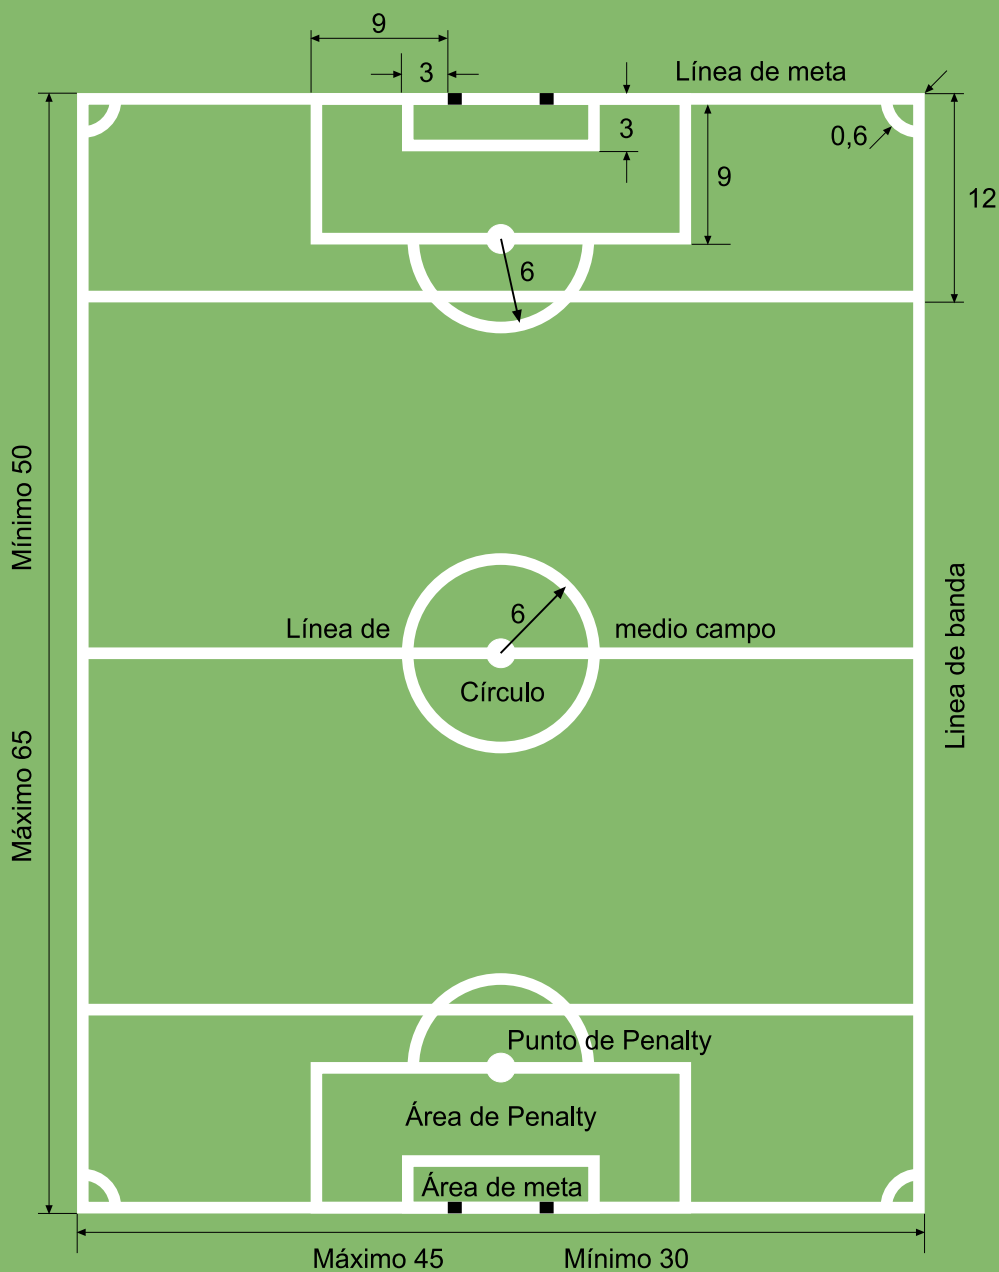 9
3
Línea de meta
3
0,6
9
12
6
Mínimo 50
6
Línea de medio campo
Círculo
Linea de banda
Máximo 65
Punto de Penalty
Área de Penalty
Área de meta
Máximo 45 Mínimo 30